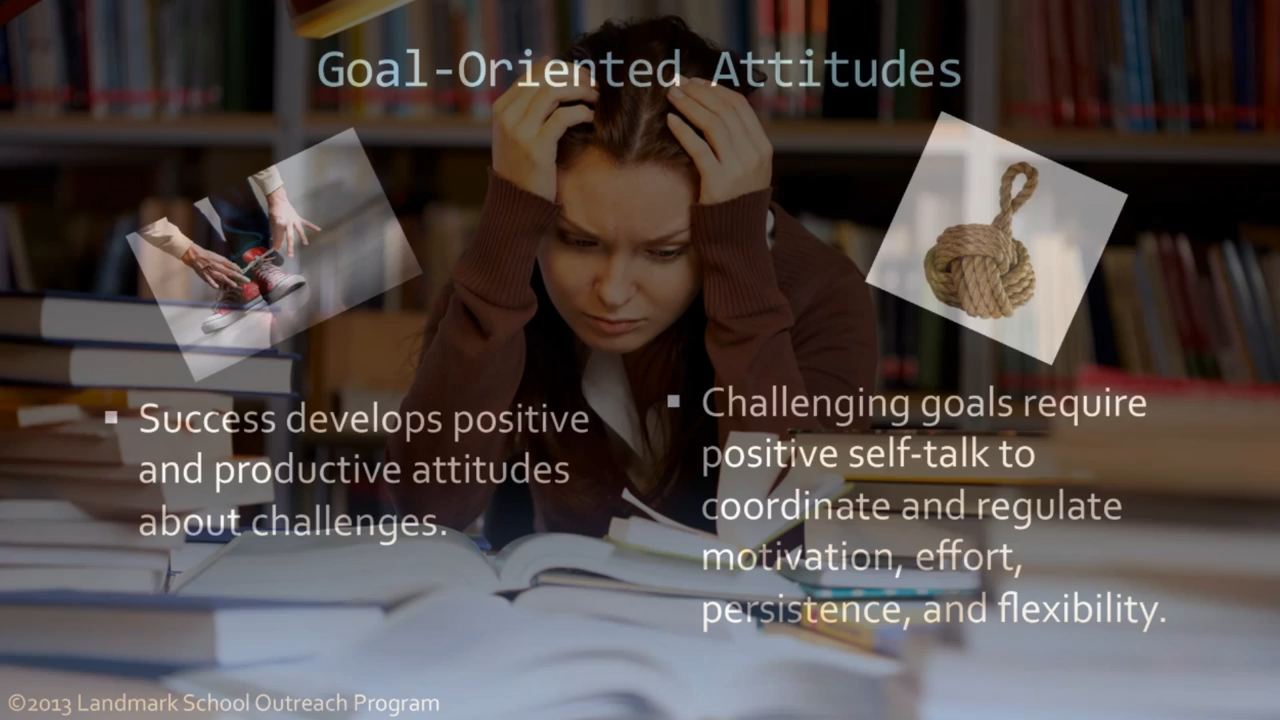 Goal-Oriented Attitudes
▪ Success develops positive
and productive attitudes
about challenges.
▪ Challenging goals require
positive self-talk to
coordinate and regulate
motivation, effort,
persistence, and flexibility.
©2013 Landmark School Outreach Program